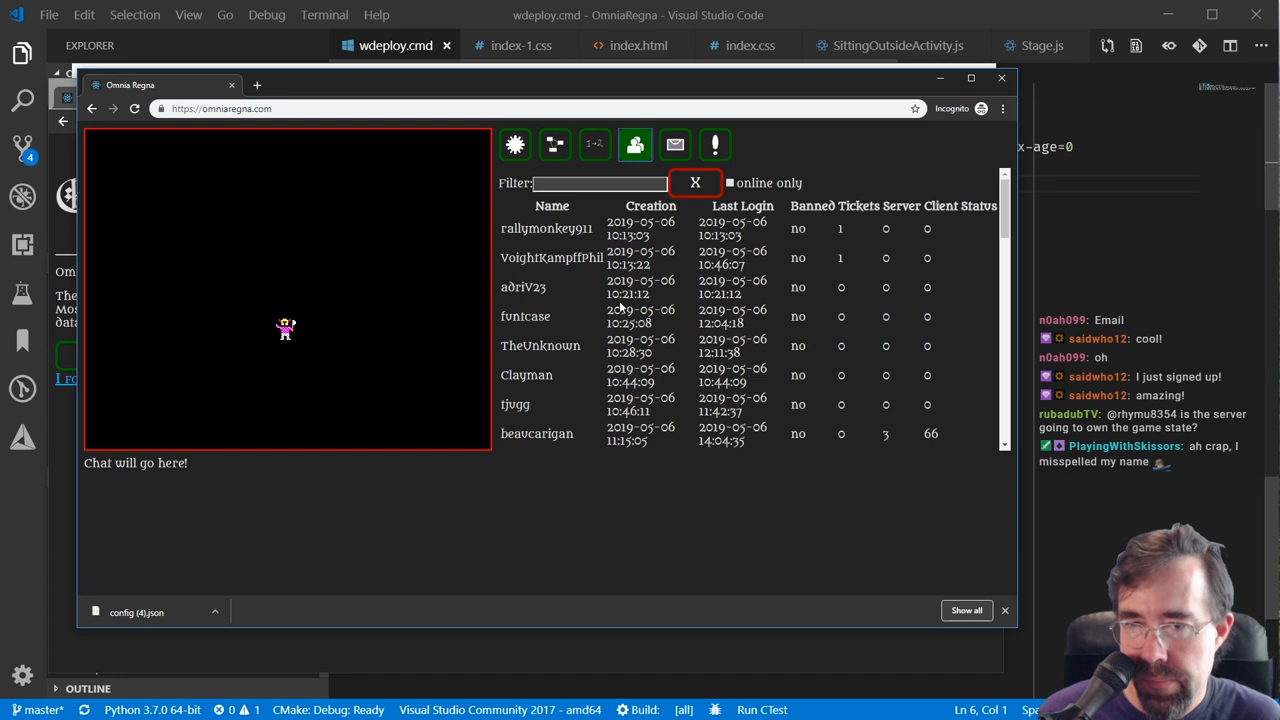 File Edit Selection View Go Debug Terminal Help
wdeploy.cmd - OmniaRegna - Visual Studio Code
EXPLORER
wdeploy.cmd
index-1.css
index.html
index.css
SittingOutsideActivity.js
Stage.js
Omnia Regna
https://omniaregna.com
Incognito
x-age=0
1→2
Filter:
X
online only
Name Creation Last Login Banned Tickets Server Client Status
rallymonkey911 2019-05-06 10:13:03 2019-05-06 10:13:03 no 1 0 0
VoightKampffPhil 2019-05-06 10:13:22 2019-05-06 10:46:07 no 1 0 0
adriV23 2019-05-06 10:21:12 2019-05-06 10:21:12 no 0 0 0
funtcase 2019-05-06 10:25:08 2019-05-06 12:04:18 no 0 0 0
TheUnknown 2019-05-06 10:28:30 2019-05-06 12:11:38 no 0 0 0
Clayman 2019-05-06 10:44:09 2019-05-06 10:44:09 no 0 0 0
tjvgg 2019-05-06 10:46:11 2019-05-06 11:42:37 no 0 0 0
beavcarigan 2019-05-06 11:15:05 2019-05-06 14:04:35 no 0 3 66
Chat will go here!
config (4).json
Show all
Om
The
Mos
data
I fo
n0ah099: Email
saidwho12: cool!
n0ah099: oh
saidwho12: I just signed up!
saidwho12: amazing!
rubadubTV: @rhymu8354 is the server
going to own the game state?
PlayingWithSkissors: ah crap, I
misspelled my name
4
OUTLINE
master* Python 3.7.0 64-bit 0 1 CMake: Debug: Ready Visual Studio Community 2017 - amd64 Build: [all] Run CTest Ln 6, Col 1